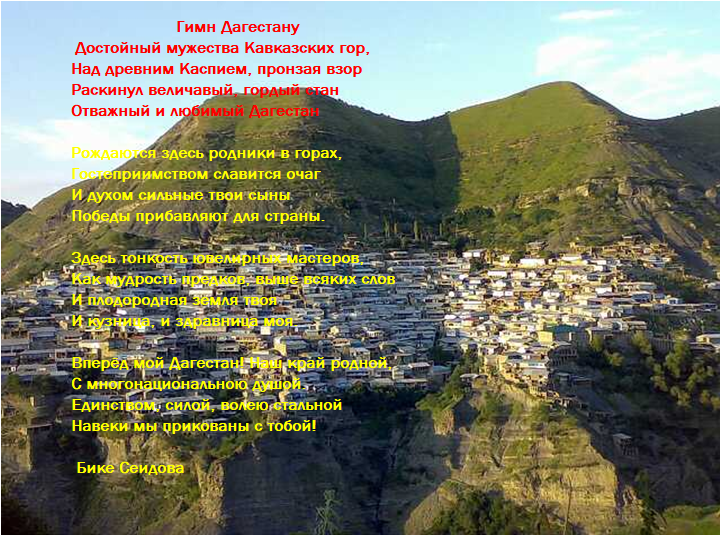 Гимн Дагестану
Достойный мужества Кавказских гор,
Над древним Каспием, пронзая взор
Раскинул величавый, гордый стан
Отважный и любимый Дагестан
Рождаются здесь родники в горах,
Гостеприимством славится очаг
И духом сильные твои сыны
Победы прибавляют для страны.
Здесь тонкость ювелирных мастеров,
Как мудрость предков, выше всяких слов
И плодородная земля твоя
И кузница, и здравница моя
Вперёд мой Дагестан! Наш край родной
С многонациональною душой
Единством, силой, волею стальной
Навеки мы прикованы с тобой!
Бике Сеидова